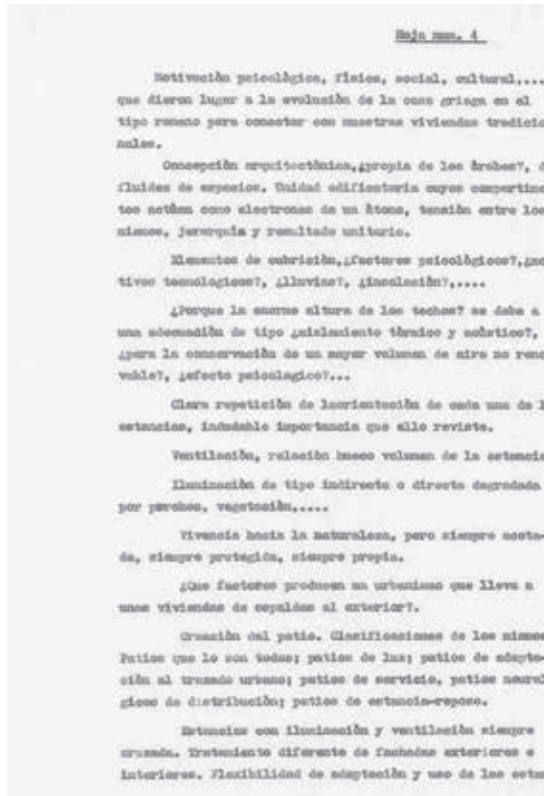 Hoja num. 4
Motivación psicológica, física, social, cultural,...
que dieron lugar a la evolución de la casa griega en el
tipo romano para conectar con nuestras viviendas tradicio
nales.
Concepción arquitectónica,¿propia de los árabes?, d
fluidez de espacios. Unidad edificatoria cuyos compartimen
tos actúan como electrones de un átomo, tensión entre los
mismos, jerarquía y resultado unitario.
Elementos de cubrición,¿factores psicológicos?,¿mo
tivos tecnologicos?, ¿lluvias?, ¿insolación?,....
¿Porque la enorme altura de los techos? se debe a
una adecuación de tipo ¿aislamiento térmico y acústico?,
¿para la conservación de un mayor volumen de aire no reno
vable?, ¿efecto psicologico?...
Clara repetición de laorientación de cada una de l
estancias, indudable importancia que ello reviste.
Ventilación, relación hueco volumen de la estancia
Iluminación de tipo indirecta o directa degradada
por porches, vegetación,.....
Vivencia hacia la naturaleza, pero siempre acota-
da, siempre protegida, siempre propia.
¿Que factores producen un urbanismo que lleva a
unas viviendas de espaldas al exterior?.
Creación del patio. Clasificaciones de los mismos
Patios que lo son todos; patios de luz; patios de adapta-
ción al trazado urbano; patios de servicio, patios neurál
gicos de distribución; patios de estancia-reposo.
Estancias con iluminación y ventilación siempre
cruzada. Tratamiento diferente de fachadas exteriores e
interiores. Flexibilidad de adaptación y uso de las estan